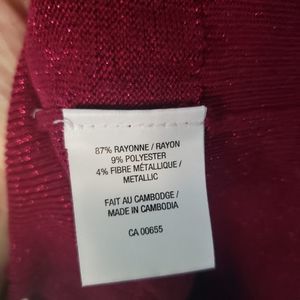 87% RAYONNE / RAYON
9% POLYESTER
4% FIBRE MÉTALLIQUE /
METALLIC
FAIT AU CAMBODGE /
MADE IN CAMBODIA
CA 00655